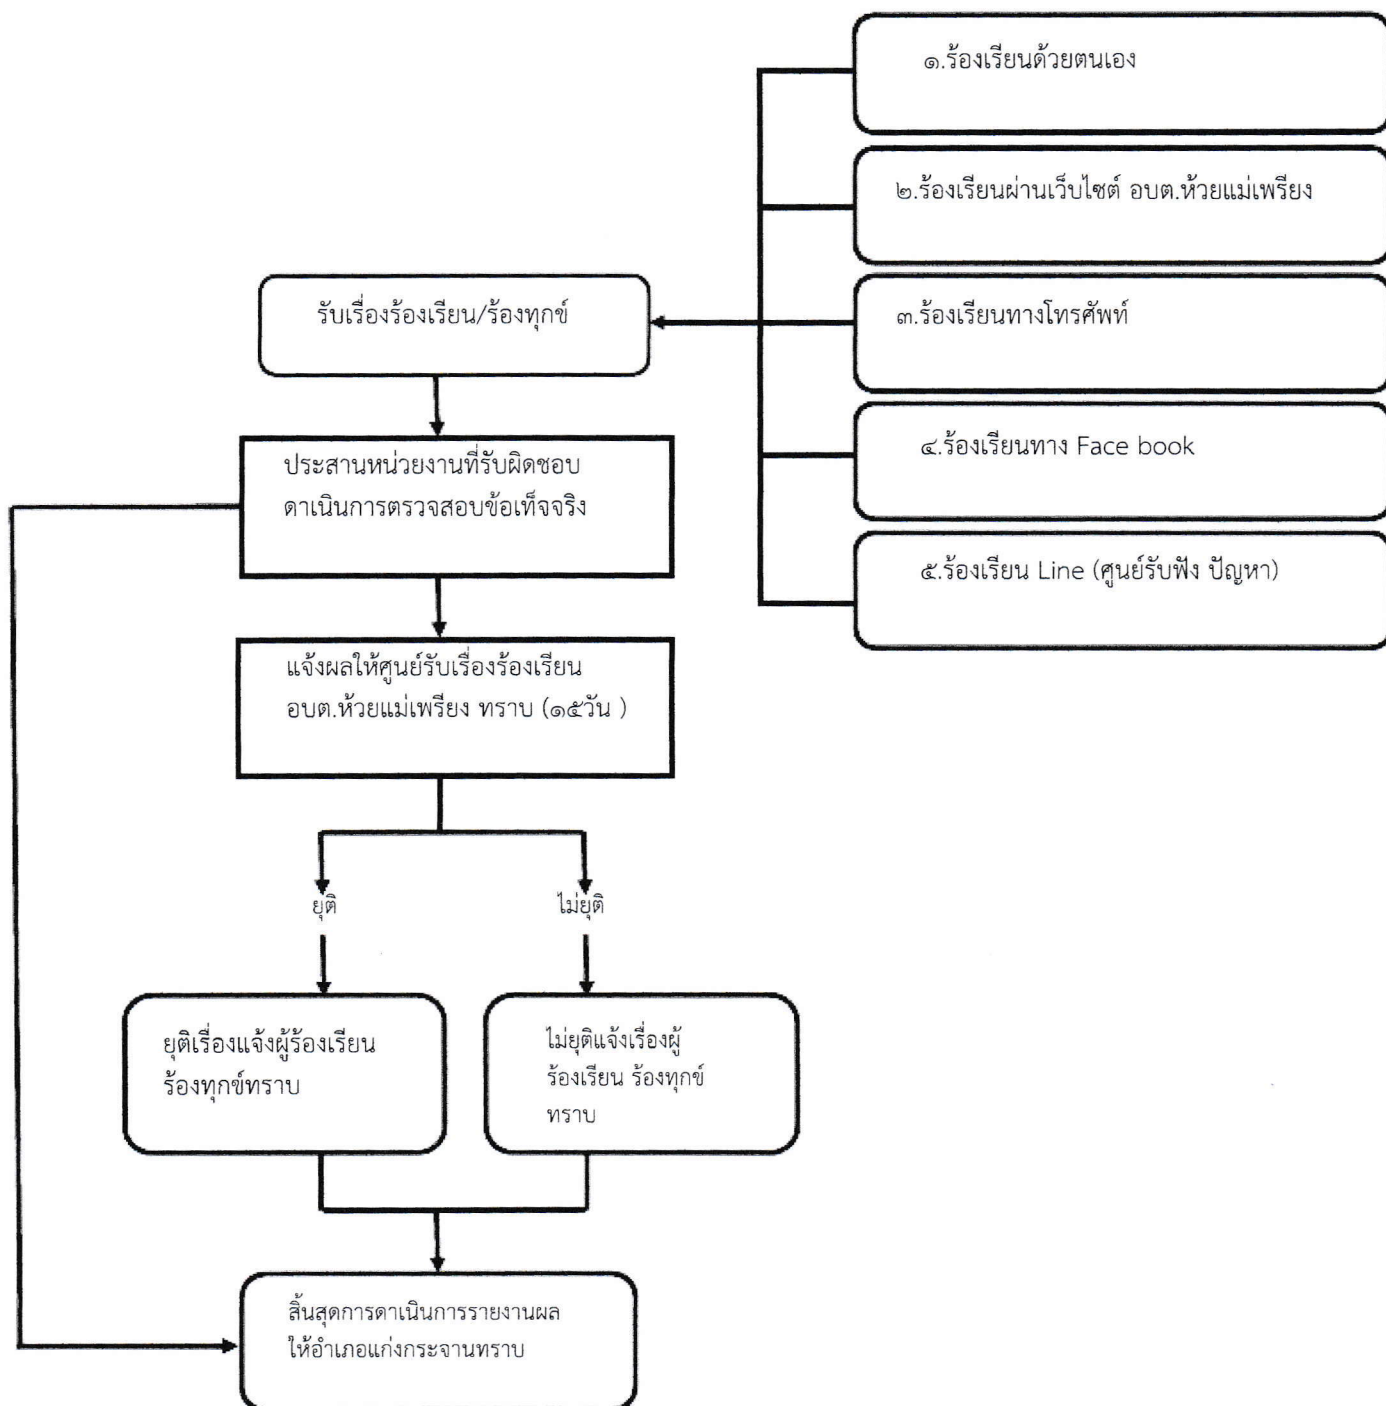 ๑.ร้องเรียนด้วยตนเอง
๒.ร้องเรียนผ่านเว็บไซต์ อบต.ห้วยแม่เพรียง
รับเรื่องร้องเรียน/ร้องทุกข์
๓.ร้องเรียนทางโทรศัพท์
๔.ร้องเรียนทาง Face book
ประสานหน่วยงานที่รับผิดชอบ
ดาเนินการตรวจสอบข้อเท็จจริง
๕.ร้องเรียน Line (ศูนย์รับฟัง ปัญหา)
แจ้งผลให้ศูนย์รับเรื่องร้องเรียน
อบต.ห้วยแม่เพรียง ทราบ (๑๕วัน )
ยุติ
ไม่ยุติ
ยุติเรื่องแจ้งผู้ร้องเรียน
ร้องทุกข์ทราบ
ไม่ยุติแจ้งเรื่องผู้
ร้องเรียน ร้องทุกข์
ทราบ
สิ้นสุดการดาเนินการรายงานผล
ให้อำเภอแก่งกระจานทราบ